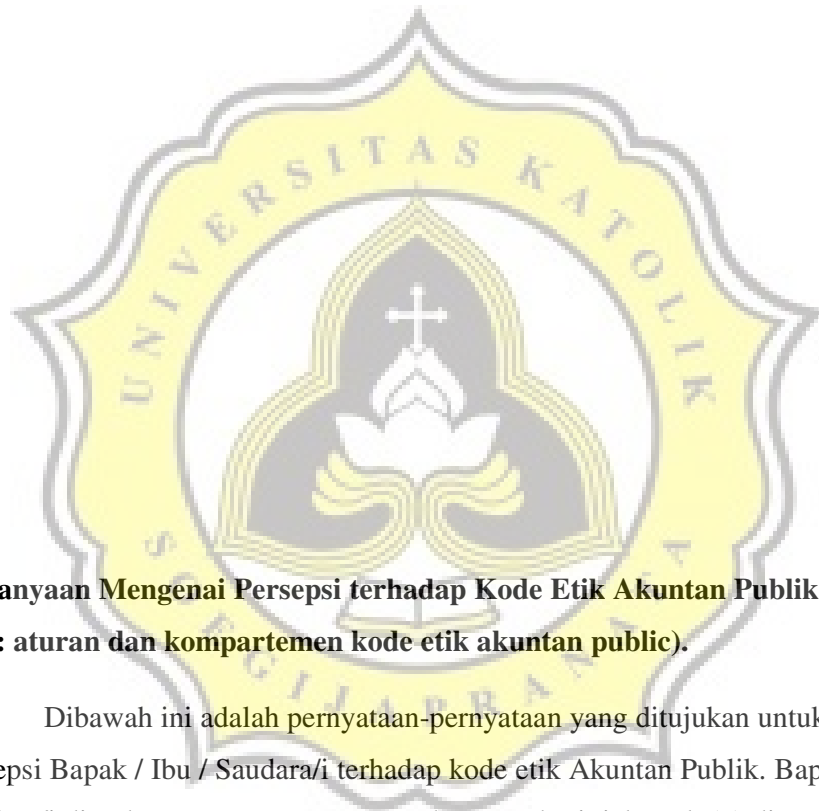 UNIVERSITAS KATOLIK
SOEGIJAPRANATA
anyaan Mengenai Persepsi terhadap Kode Etik Akuntan Publik
: aturan dan kompartemen kode etik akuntan public).
Dibawah ini adalah pernyataan-pernyataan yang ditujukan untuk
epsi Bapak / Ibu / Saudara/i terhadap kode etik Akuntan Publik. Bap